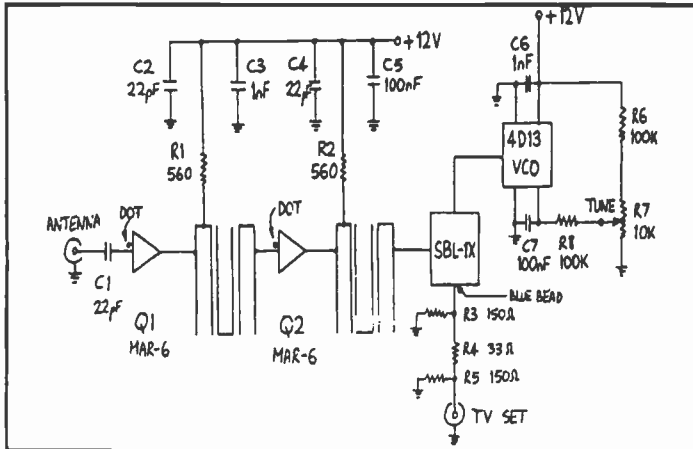 +12V
C2
22pF
C3
1nF
C4
22pF
C5
100nF
+12V
C6
1nF
R1
560
R2
560
4D13
VCO
R6
100K
ANTENNA
DOT
DOT
TUNE
R7
10K
C7
100nF
R8
100K
C1
22pF
SBL-1X
BLUE BEAD
Q1
MAR-6
Q2
MAR-6
R3 150Ω
R4 33Ω
R5 150Ω
TV SET